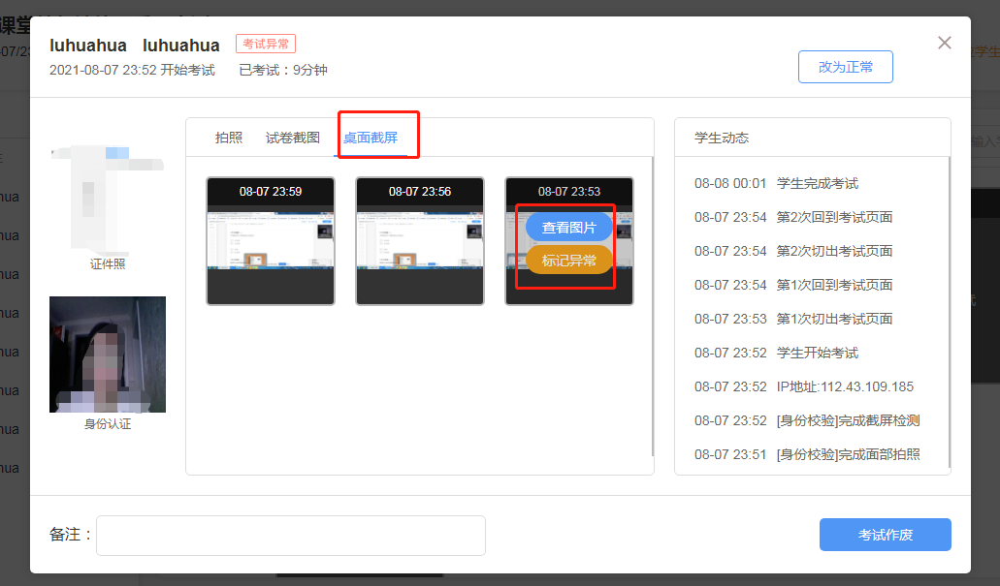 luhuahua luhuahua 考试异常
2021-08-07 23:52 开始考试 已考试：9分钟
改为正常
证件照
身份认证
拍照 试卷截图 桌面截屏
08-07 23:59 08-07 23:56 08-07 23:53
查看图片
标记异常
学生动态
08-08 00:01 学生完成考试
08-07 23:54 第2次回到考试页面
08-07 23:54 第2次切出考试页面
08-07 23:54 第1次回到考试页面
08-07 23:53 第1次切出考试页面
08-07 23:52 学生开始考试
08-07 23:52 IP地址:112.43.109.185
08-07 23:52 [身份校验]完成截屏检测
08-07 23:51 [身份校验]完成面部拍照
备注：
考试作废